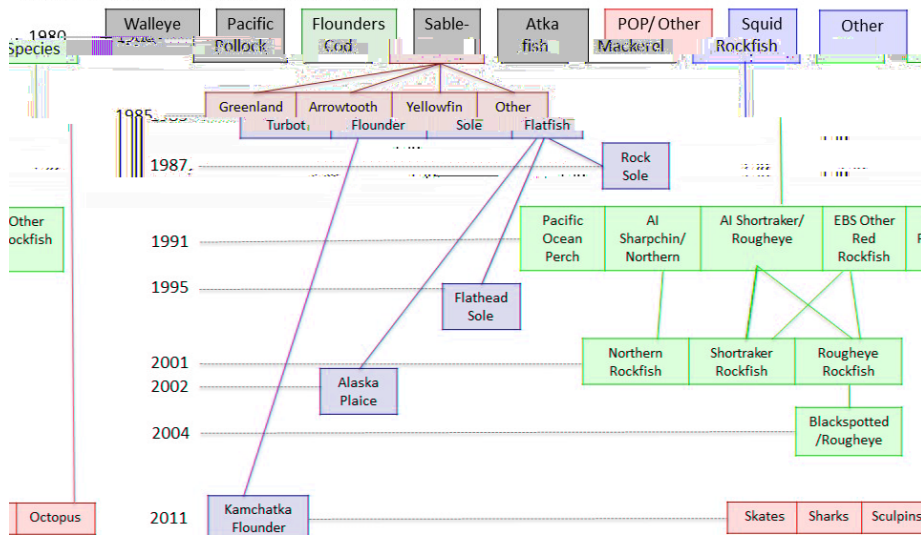 Walleye Pacific Flounders Sable- Atka POP/ Other Squid Other
1980
Species Pollock Cod fish Mackerel Rockfish
Greenland Arrowtooth Yellowfin Other
1985
Turbot Flounder Sole Flatfish
1987
Rock
Sole
Other
Pacific
Ocean
Perch
AI
Sharpchin/
Northern
AI Shortraker/
Rougheye
EBS Other
Red
Rockfish
1991
1995
Flathead
Sole
Northern
Rockfish
Shortraker
Rockfish
Rougheye
Rockfish
2001
2002
Alaska
Plaice
Blackspotted
/Rougheye
2004
Octopus
2011
Kamchatka
Flounder
Skates Sharks Sculpins